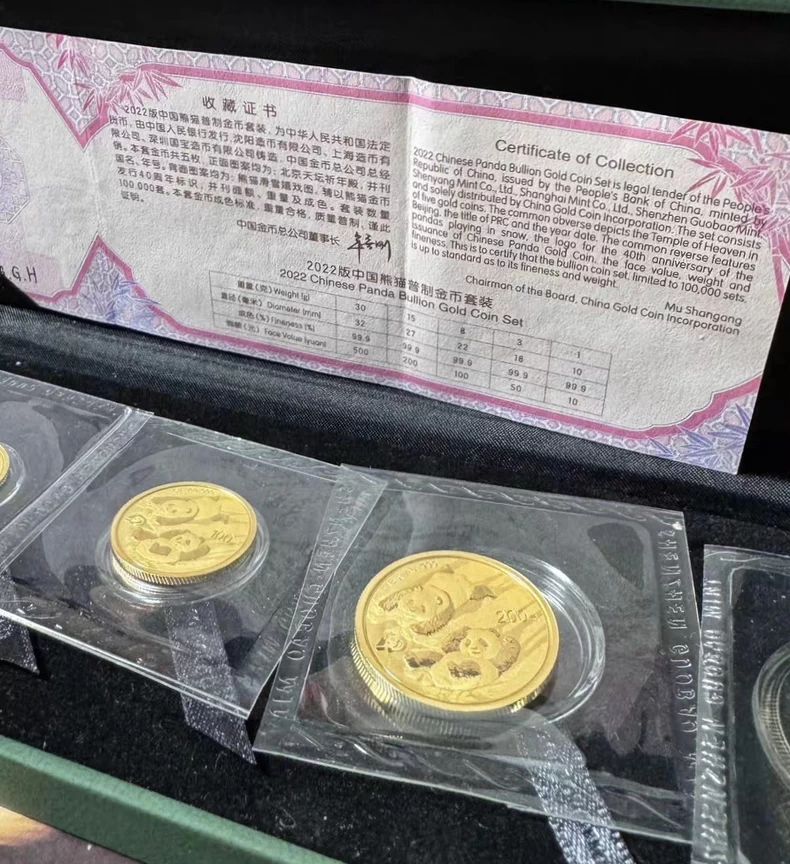 收藏证书
2022版中国熊猫普制金币套装，为中华人民共和国法定
货币，由中国人民银行发行，沈阳造币有限公司、上海造币有
限公司、深圳国宝造币有限公司铸造，中国金币总公司总经
销。本套金币共五枚，正面图案均为：北京天坛祈年殿，并刊
国名、年号。背面图案均为：熊猫滑雪嬉戏图，辅以熊猫金币
发行40周年标识，并刊面额、重量及成色。套装数量
100,000套。本套金币成色标准，重量合格，质量普制，谨此
证明。
中国金币总公司董事长
Certificate of Collection
2022 Chinese Panda Bullion Gold Coin Set is legal tender of the People's
Republic of China, issued by the People's Bank of China, minted by
Shenyang Mint Co., Ltd., Shanghai Mint Co., Ltd., Shenzhen Guobao Mint
and solely distributed by China Gold Coin Incorporation. The set consists
of five gold coins. The common obverse depicts the Temple of Heaven in
Beijing, the title of PRC and the year date. The common reverse features
pandas playing in snow, the logo for the 40th anniversary of the
issuance of Chinese Panda Gold Coin, the face value, weight and
fineness. This is to certify that the bullion coin set, limited to 100,000 sets,
is up to standard as to its fineness and weight.
Mu Shangang
Chairman of the Board, China Gold Coin Incorporation
G.H
2022版中国熊猫普制金币套装
2022 Chinese Panda Bullion Gold Coin Set
重量（克）Weight (g) 30 15 8 3 1
直径（毫米）Diameter (mm) 32 27 22 18 10
成色（%）Fineness (%) 99.9 99.9 99.9 99.9 99.9
面额（元）Face Value (yuan) 500 200 100 50 10
100
200